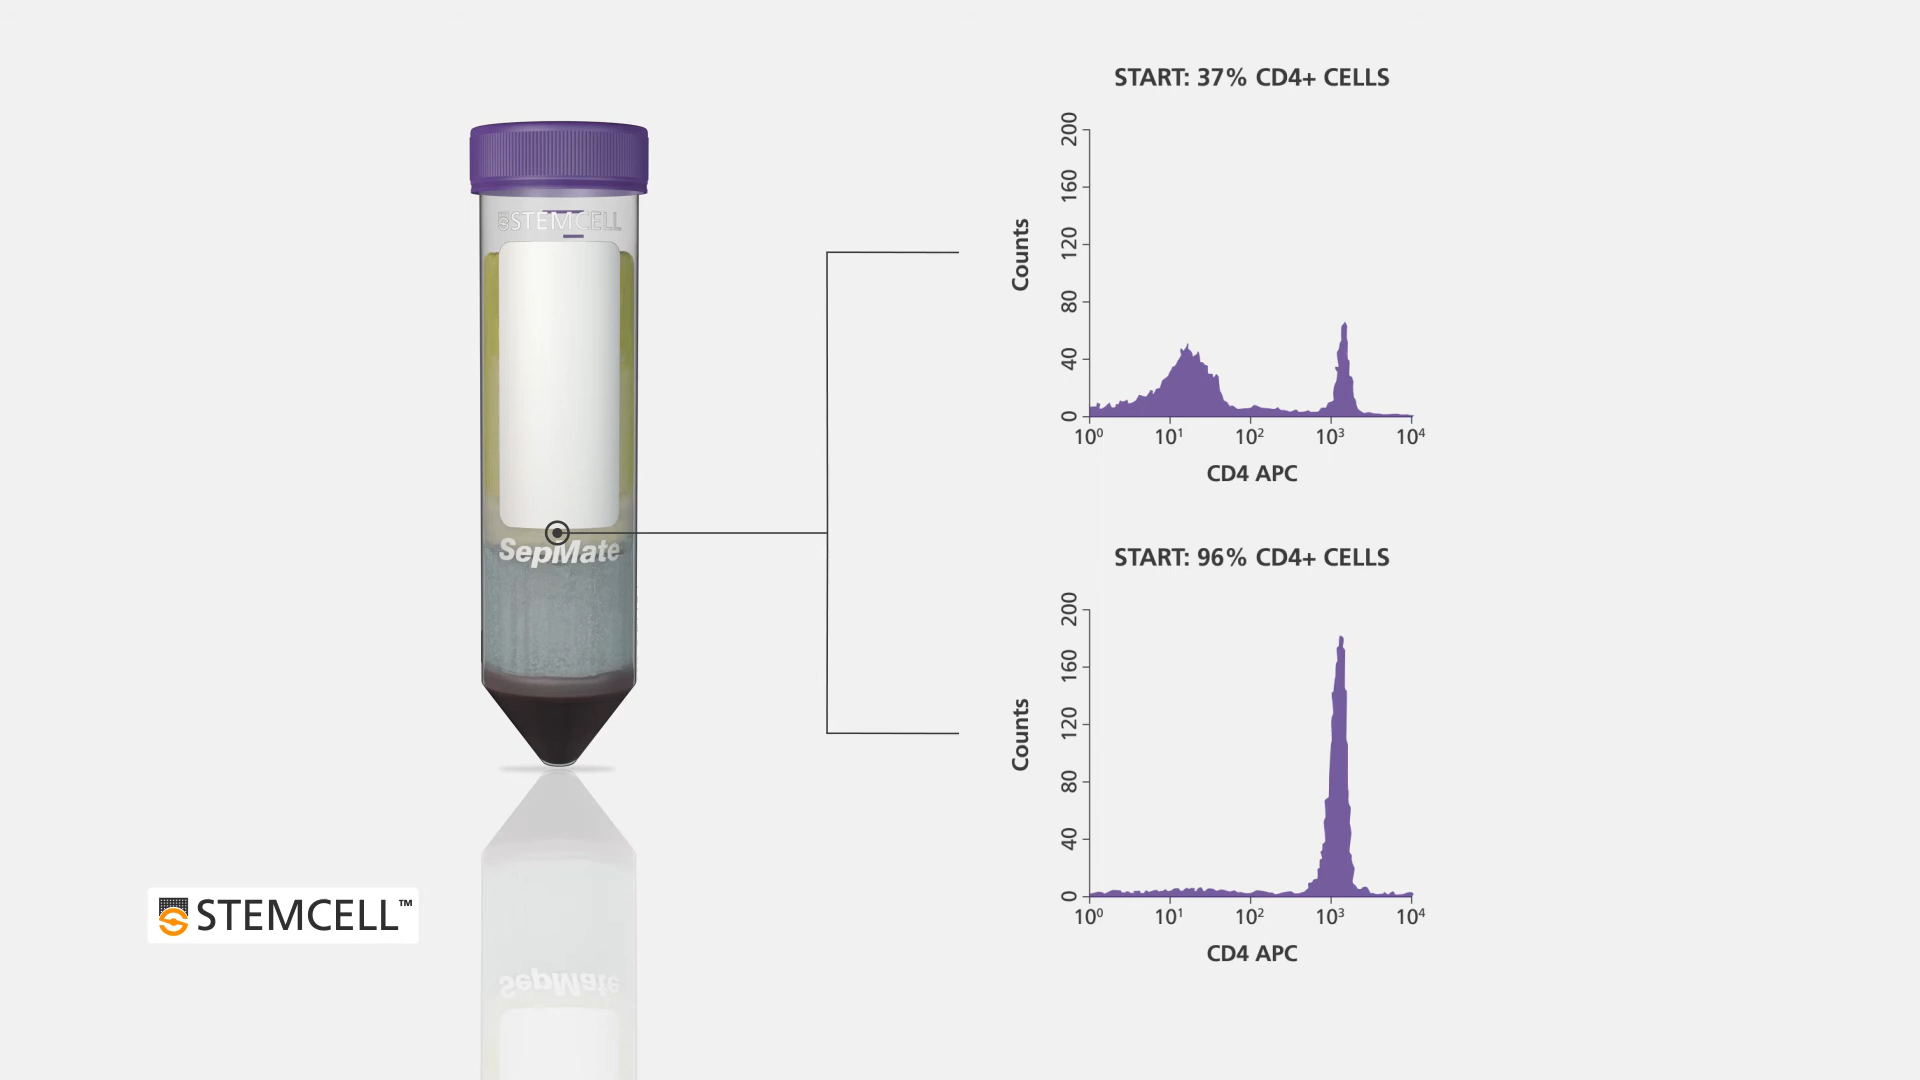 START: 37% CD4+ CELLS
200
160
120
80
40
0
Counts
10⁰ 10¹ 10² 10³ 10⁴
CD4 APC
STEMCELL
SepMate
START: 96% CD4+ CELLS
200
160
120
80
40
0
Counts
10⁰ 10¹ 10² 10³ 10⁴
CD4 APC
STEMCELL™
SepMate